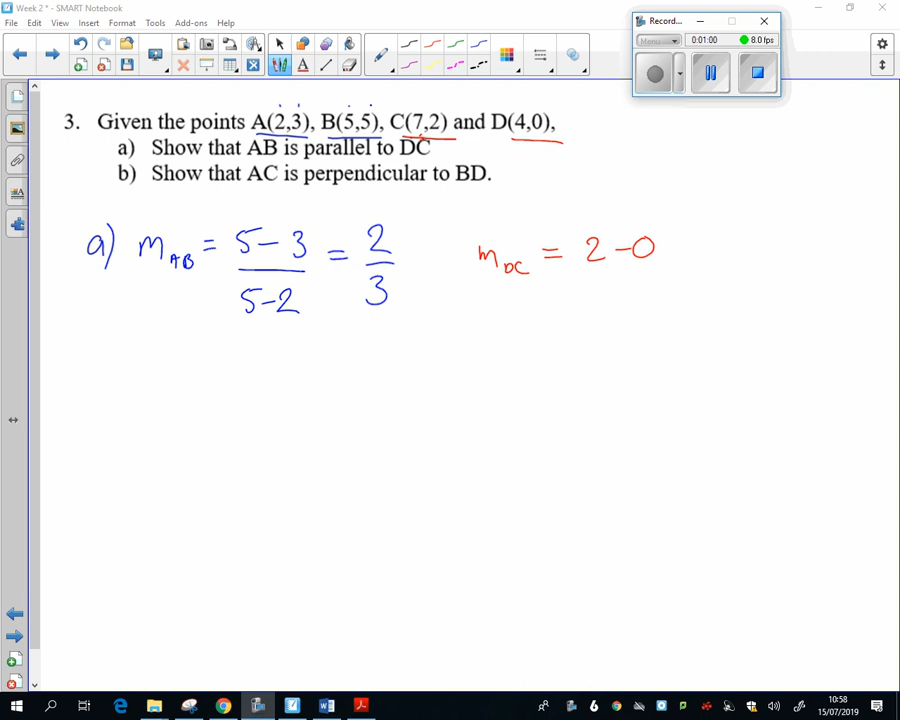 Week 2 * - SMART Notebook
File Edit View Insert Format Tools Add-ons Help
Record...
Menu 0:01:00 8.0 fps
3. Given the points A(2,3), B(5,5), C(7,2) and D(4,0),
a) Show that AB is parallel to DC
b) Show that AC is perpendicular to BD.
a) m_AB = 5-3 = 2 m_DC = 2-0
5-2 3
10:58
15/07/2019